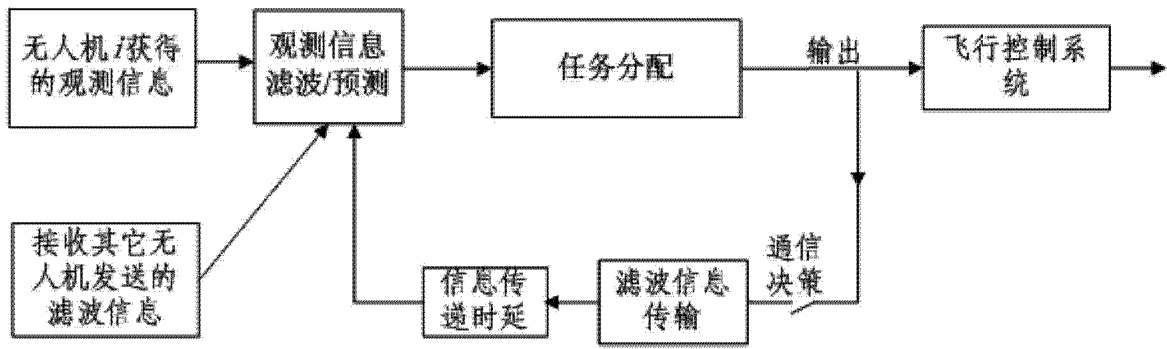 无人机/获得
的观测信息
观测信息
滤波/预测
任务分配
输出
飞行控制系
统
接收其它无
人机发送的
滤波信息
信息传
递时延
滤波信息
传输
通信
决策